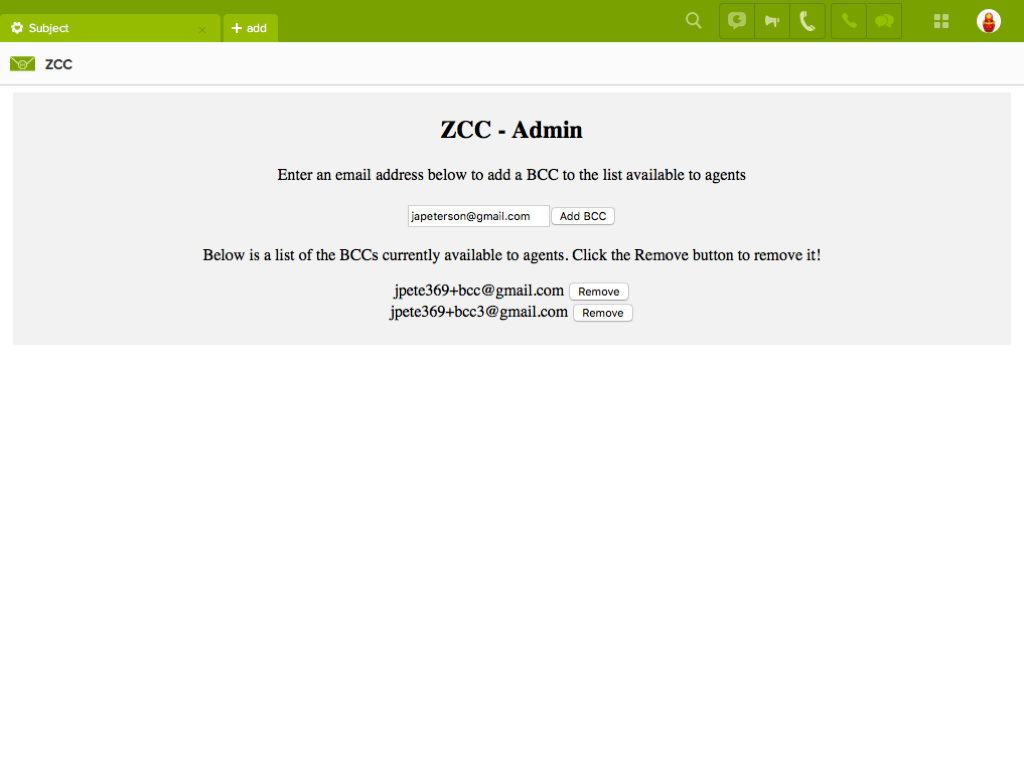 Subject
+ add
ZCC
ZCC - Admin
Enter an email address below to add a BCC to the list available to agents
japeterson@gmail.com Add BCC
Below is a list of the BCCs currently available to agents. Click the Remove button to remove it!
jpete369+bcc@gmail.com Remove
jpete369+bcc3@gmail.com Remove